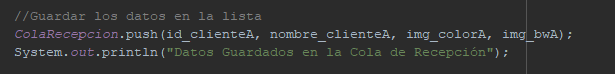 //Guardar los datos en la lista
ColaRecepcion.push(id_clienteA, nombre_clienteA, img_colorA, img_bwA);
System.out.println("Datos Guardados en la Cola de Recepción");